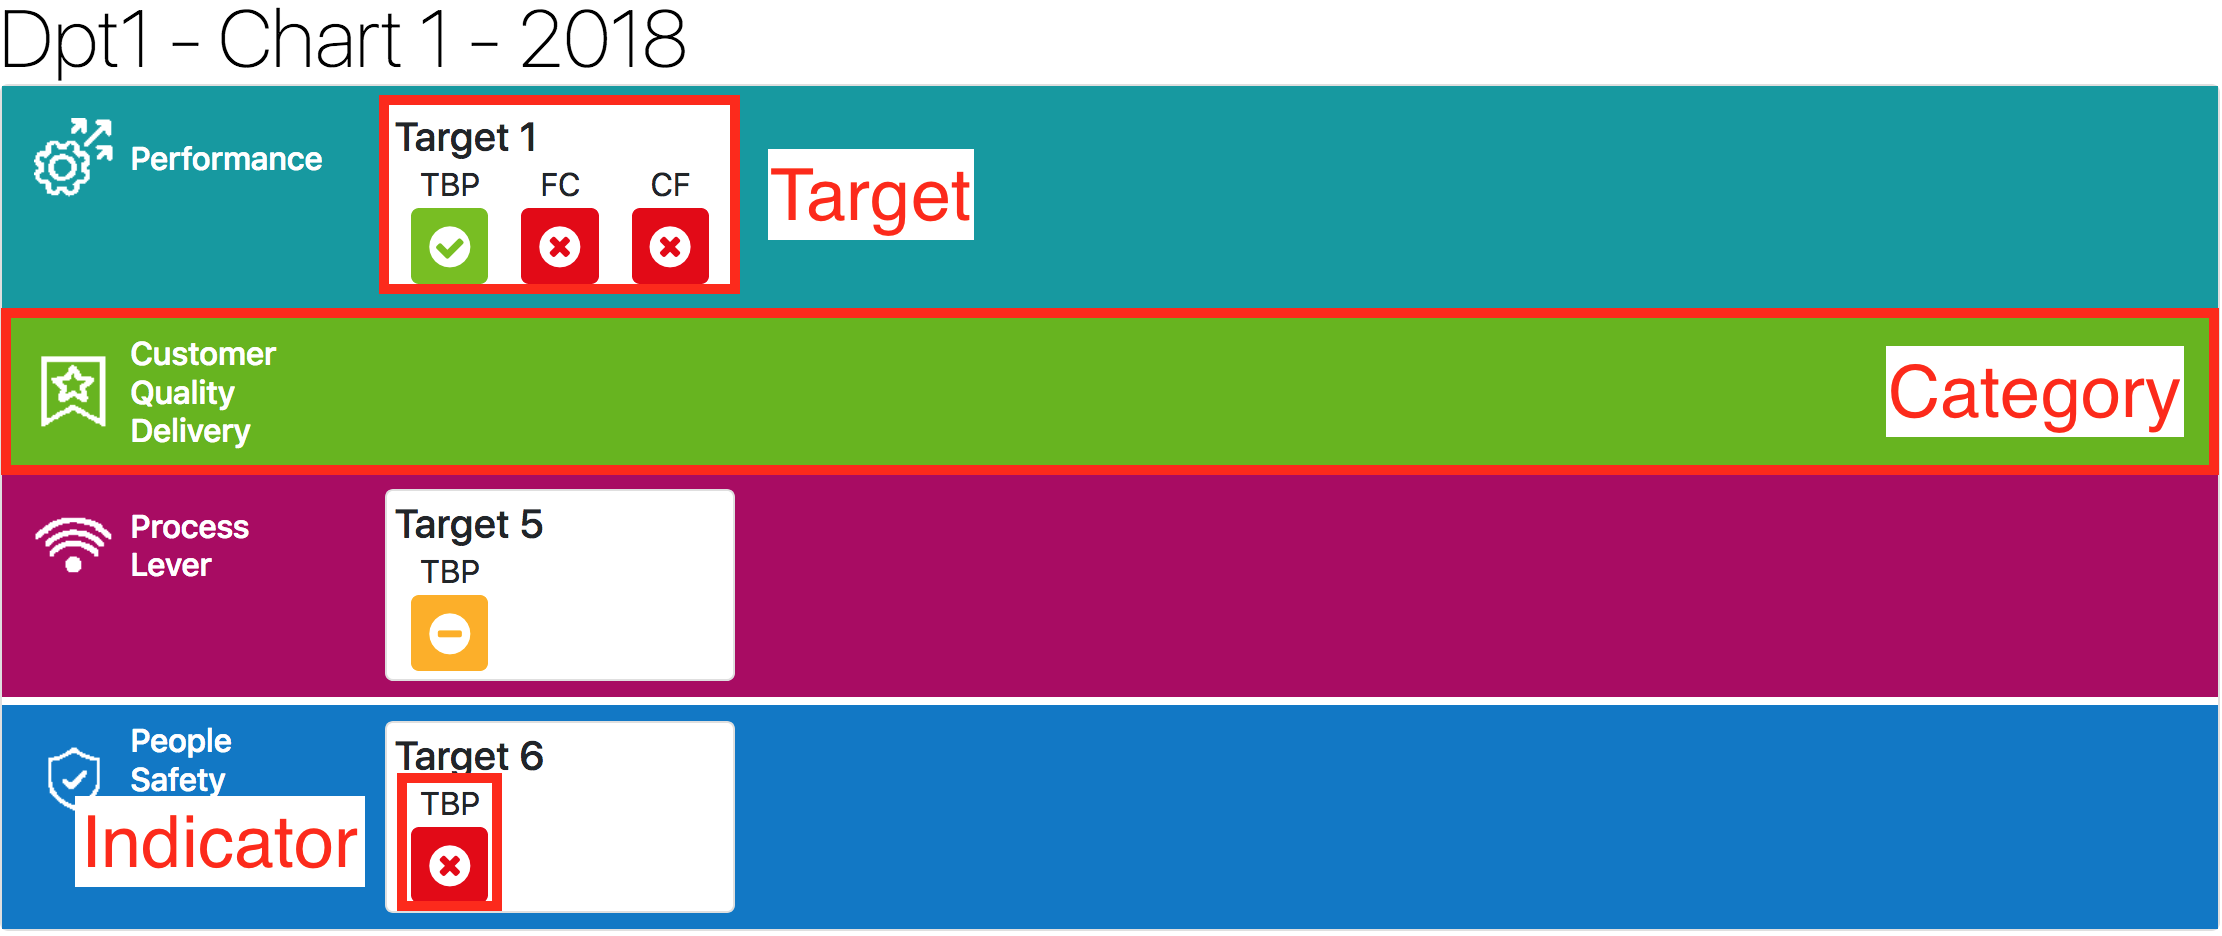 Dpt1 - Chart 1 - 2018
Performance
Target 1
TBP FC CF
Target
Customer
Quality
Delivery
Category
Process
Lever
Target 5
TBP
People
Safety
Target 6
TBP
Indicator